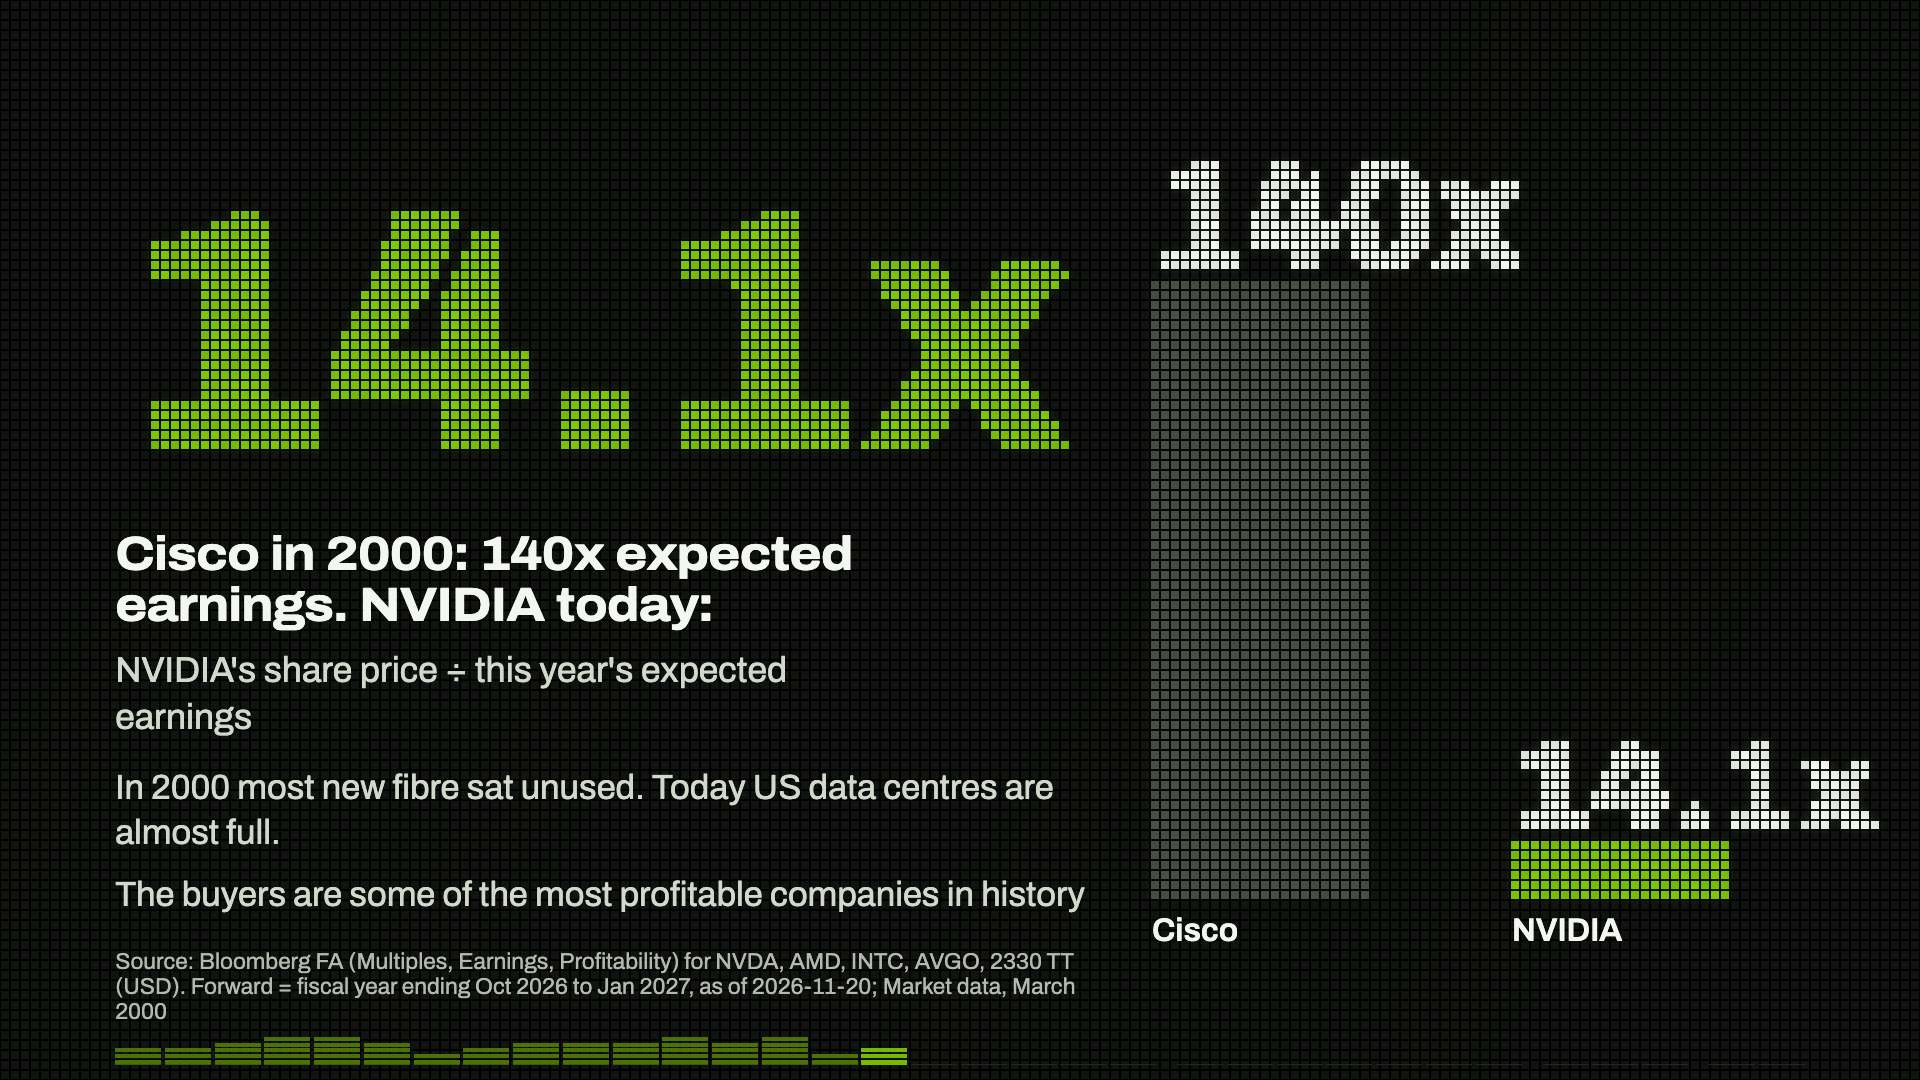 14.1x
Cisco in 2000: 140x expected
earnings. NVIDIA today:
NVIDIA's share price ÷ this year's expected
earnings
In 2000 most new fibre sat unused. Today US data centres are
almost full.
The buyers are some of the most profitable companies in history
Source: Bloomberg FA (Multiples, Earnings, Profitability) for NVDA, AMD, INTC, AVGO, 2330 TT
(USD). Forward = fiscal year ending Oct 2026 to Jan 2027, as of 2026-11-20; Market data, March
2000
140x
Cisco
14.1x
NVIDIA